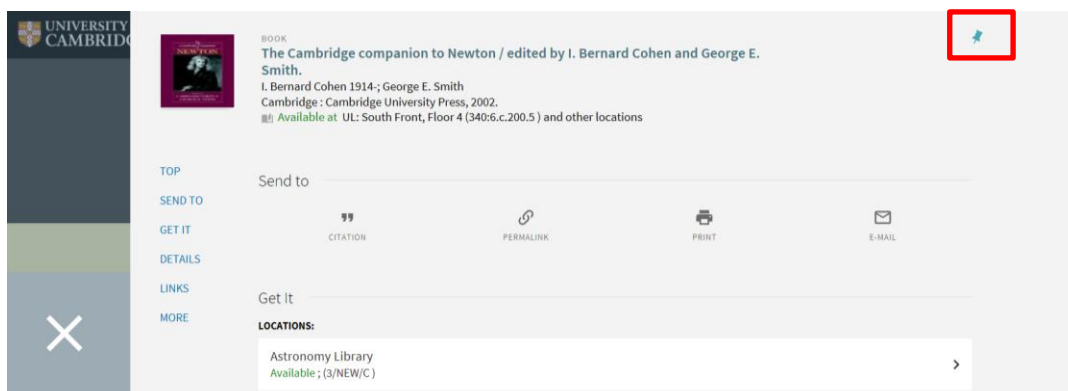 UNIVERSITY
CAMBRID
NEWTON
BOOK
The Cambridge companion to Newton / edited by I. Bernard Cohen and George E.
Smith.
I. Bernard Cohen 1914-; George E. Smith
Cambridge : Cambridge University Press, 2002.
Available at UL: South Front, Floor 4 (340:6.c.200.5 ) and other locations
TOP
SEND TO
GET IT
DETAILS
LINKS
MORE
Send to
CITATION
PERMALINK
PRINT
E-MAIL
Get It
LOCATIONS:
Astronomy Library
Available ; (3/NEW/C )